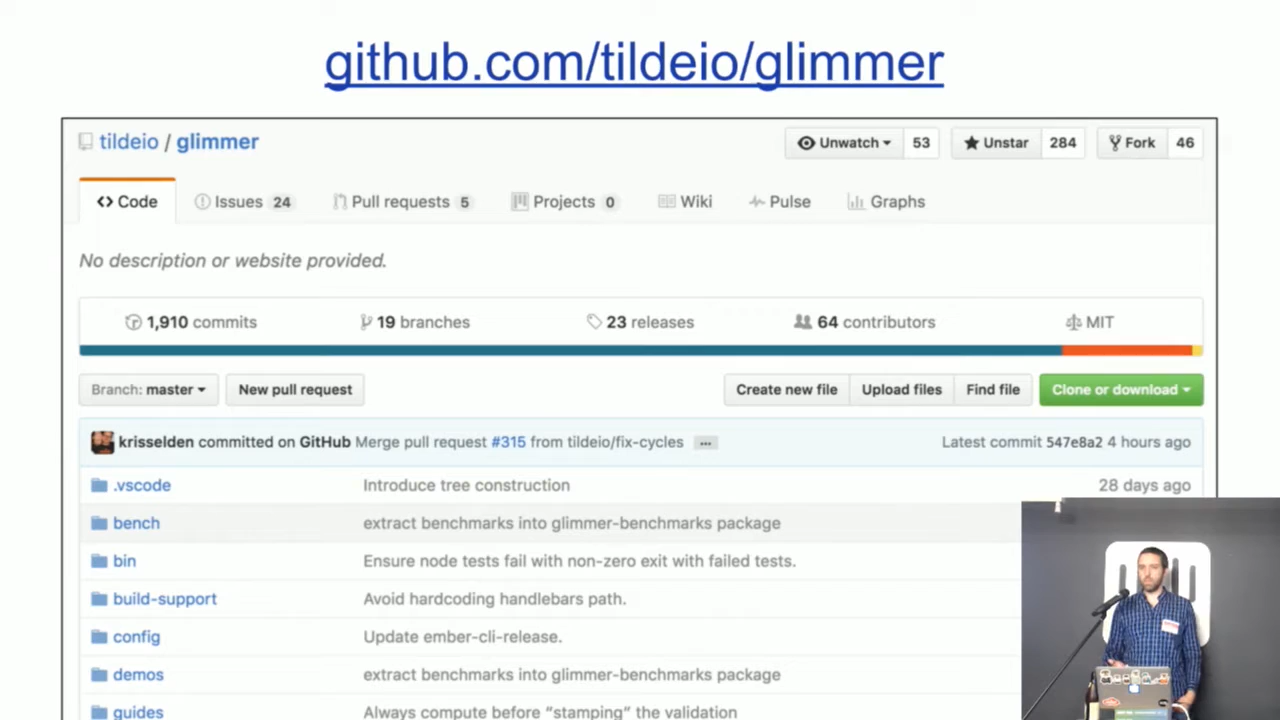 github.com/tildeio/glimmer
tildeio / glimmer
Unwatch 53 Unstar 284 Fork 46
Code Issues 24 Pull requests 5 Projects 0 Wiki Pulse Graphs
No description or website provided.
1,910 commits 19 branches 23 releases 64 contributors MIT
Branch: master New pull request Create new file Upload files Find file Clone or download
krisselden committed on GitHub Merge pull request #315 from tildeio/fix-cycles ... Latest commit 547e8a2 4 hours ago
.vscode Introduce tree construction 28 days ago
bench extract benchmarks into glimmer-benchmarks package
bin Ensure node tests fail with non-zero exit with failed tests.
build-support Avoid hardcoding handlebars path.
config Update ember-cli-release.
demos extract benchmarks into glimmer-benchmarks package
guides Always compute before “stamping” the validation